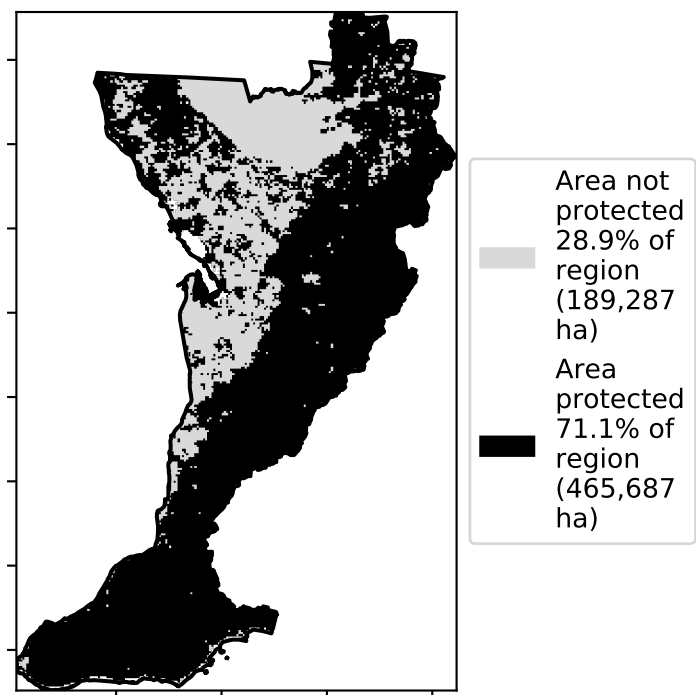 Area not
protected
28.9% of
region
(189,287
ha)
Area
protected
71.1% of
region
(465,687
ha)